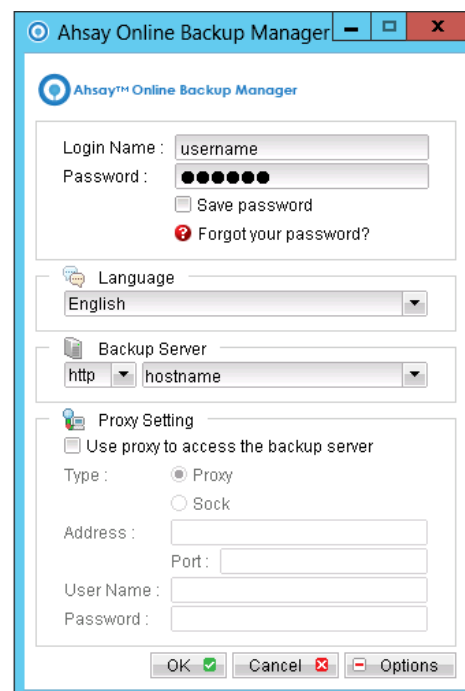 Ahsay Online Backup Manager
Ahsay™ Online Backup Manager
Login Name : username
Password : ●●●●●●
Save password
Forgot your password?
Language
English
Backup Server
http hostname
Proxy Setting
Use proxy to access the backup server
Type : Proxy
Sock
Address :
Port :
User Name :
Password :
OK Cancel Options